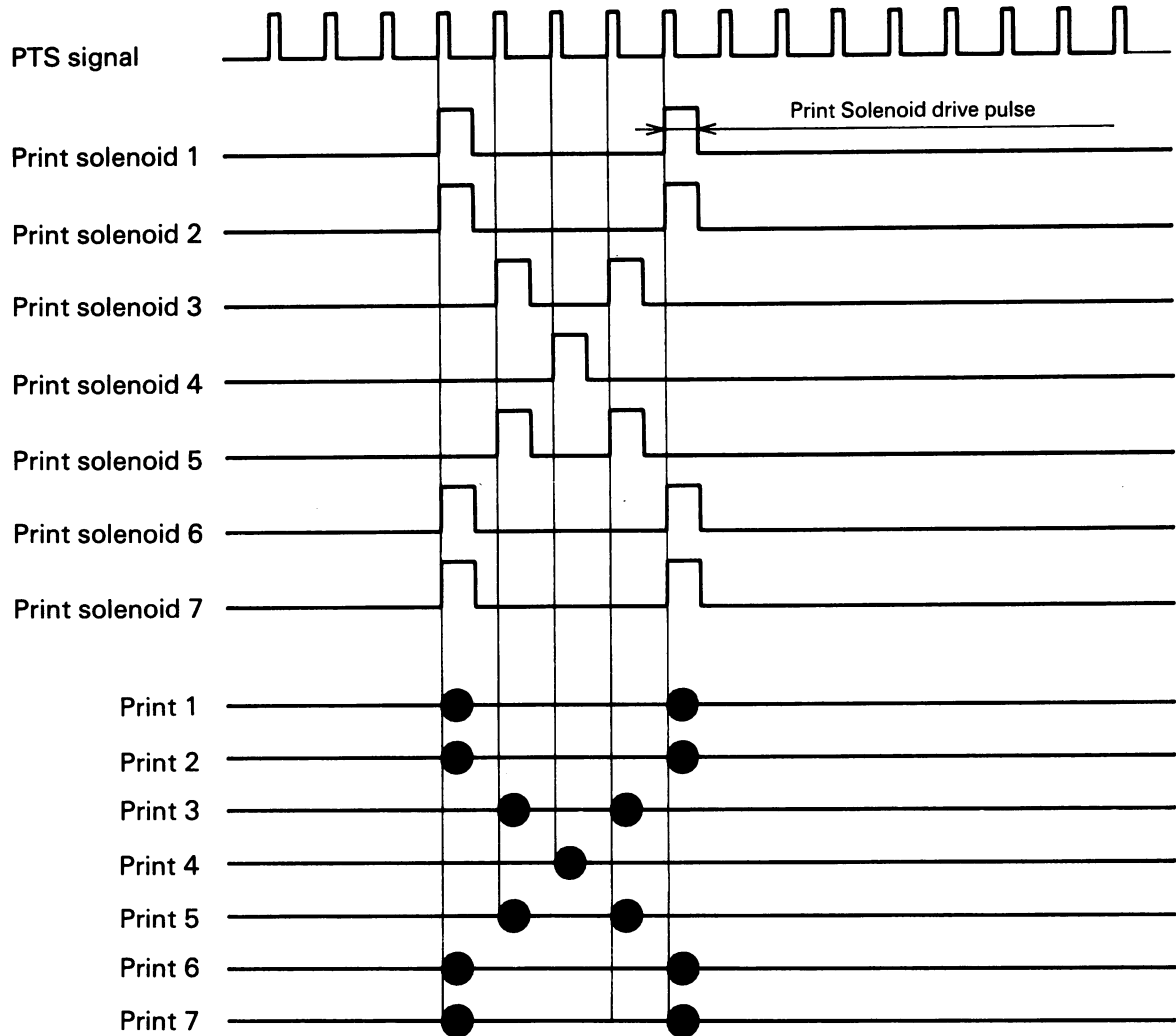 PTS signal
Print Solenoid drive pulse
Print solenoid 1
Print solenoid 2
Print solenoid 3
Print solenoid 4
Print solenoid 5
Print solenoid 6
Print solenoid 7
Print 1
Print 2
Print 3
Print 4
Print 5
Print 6
Print 7